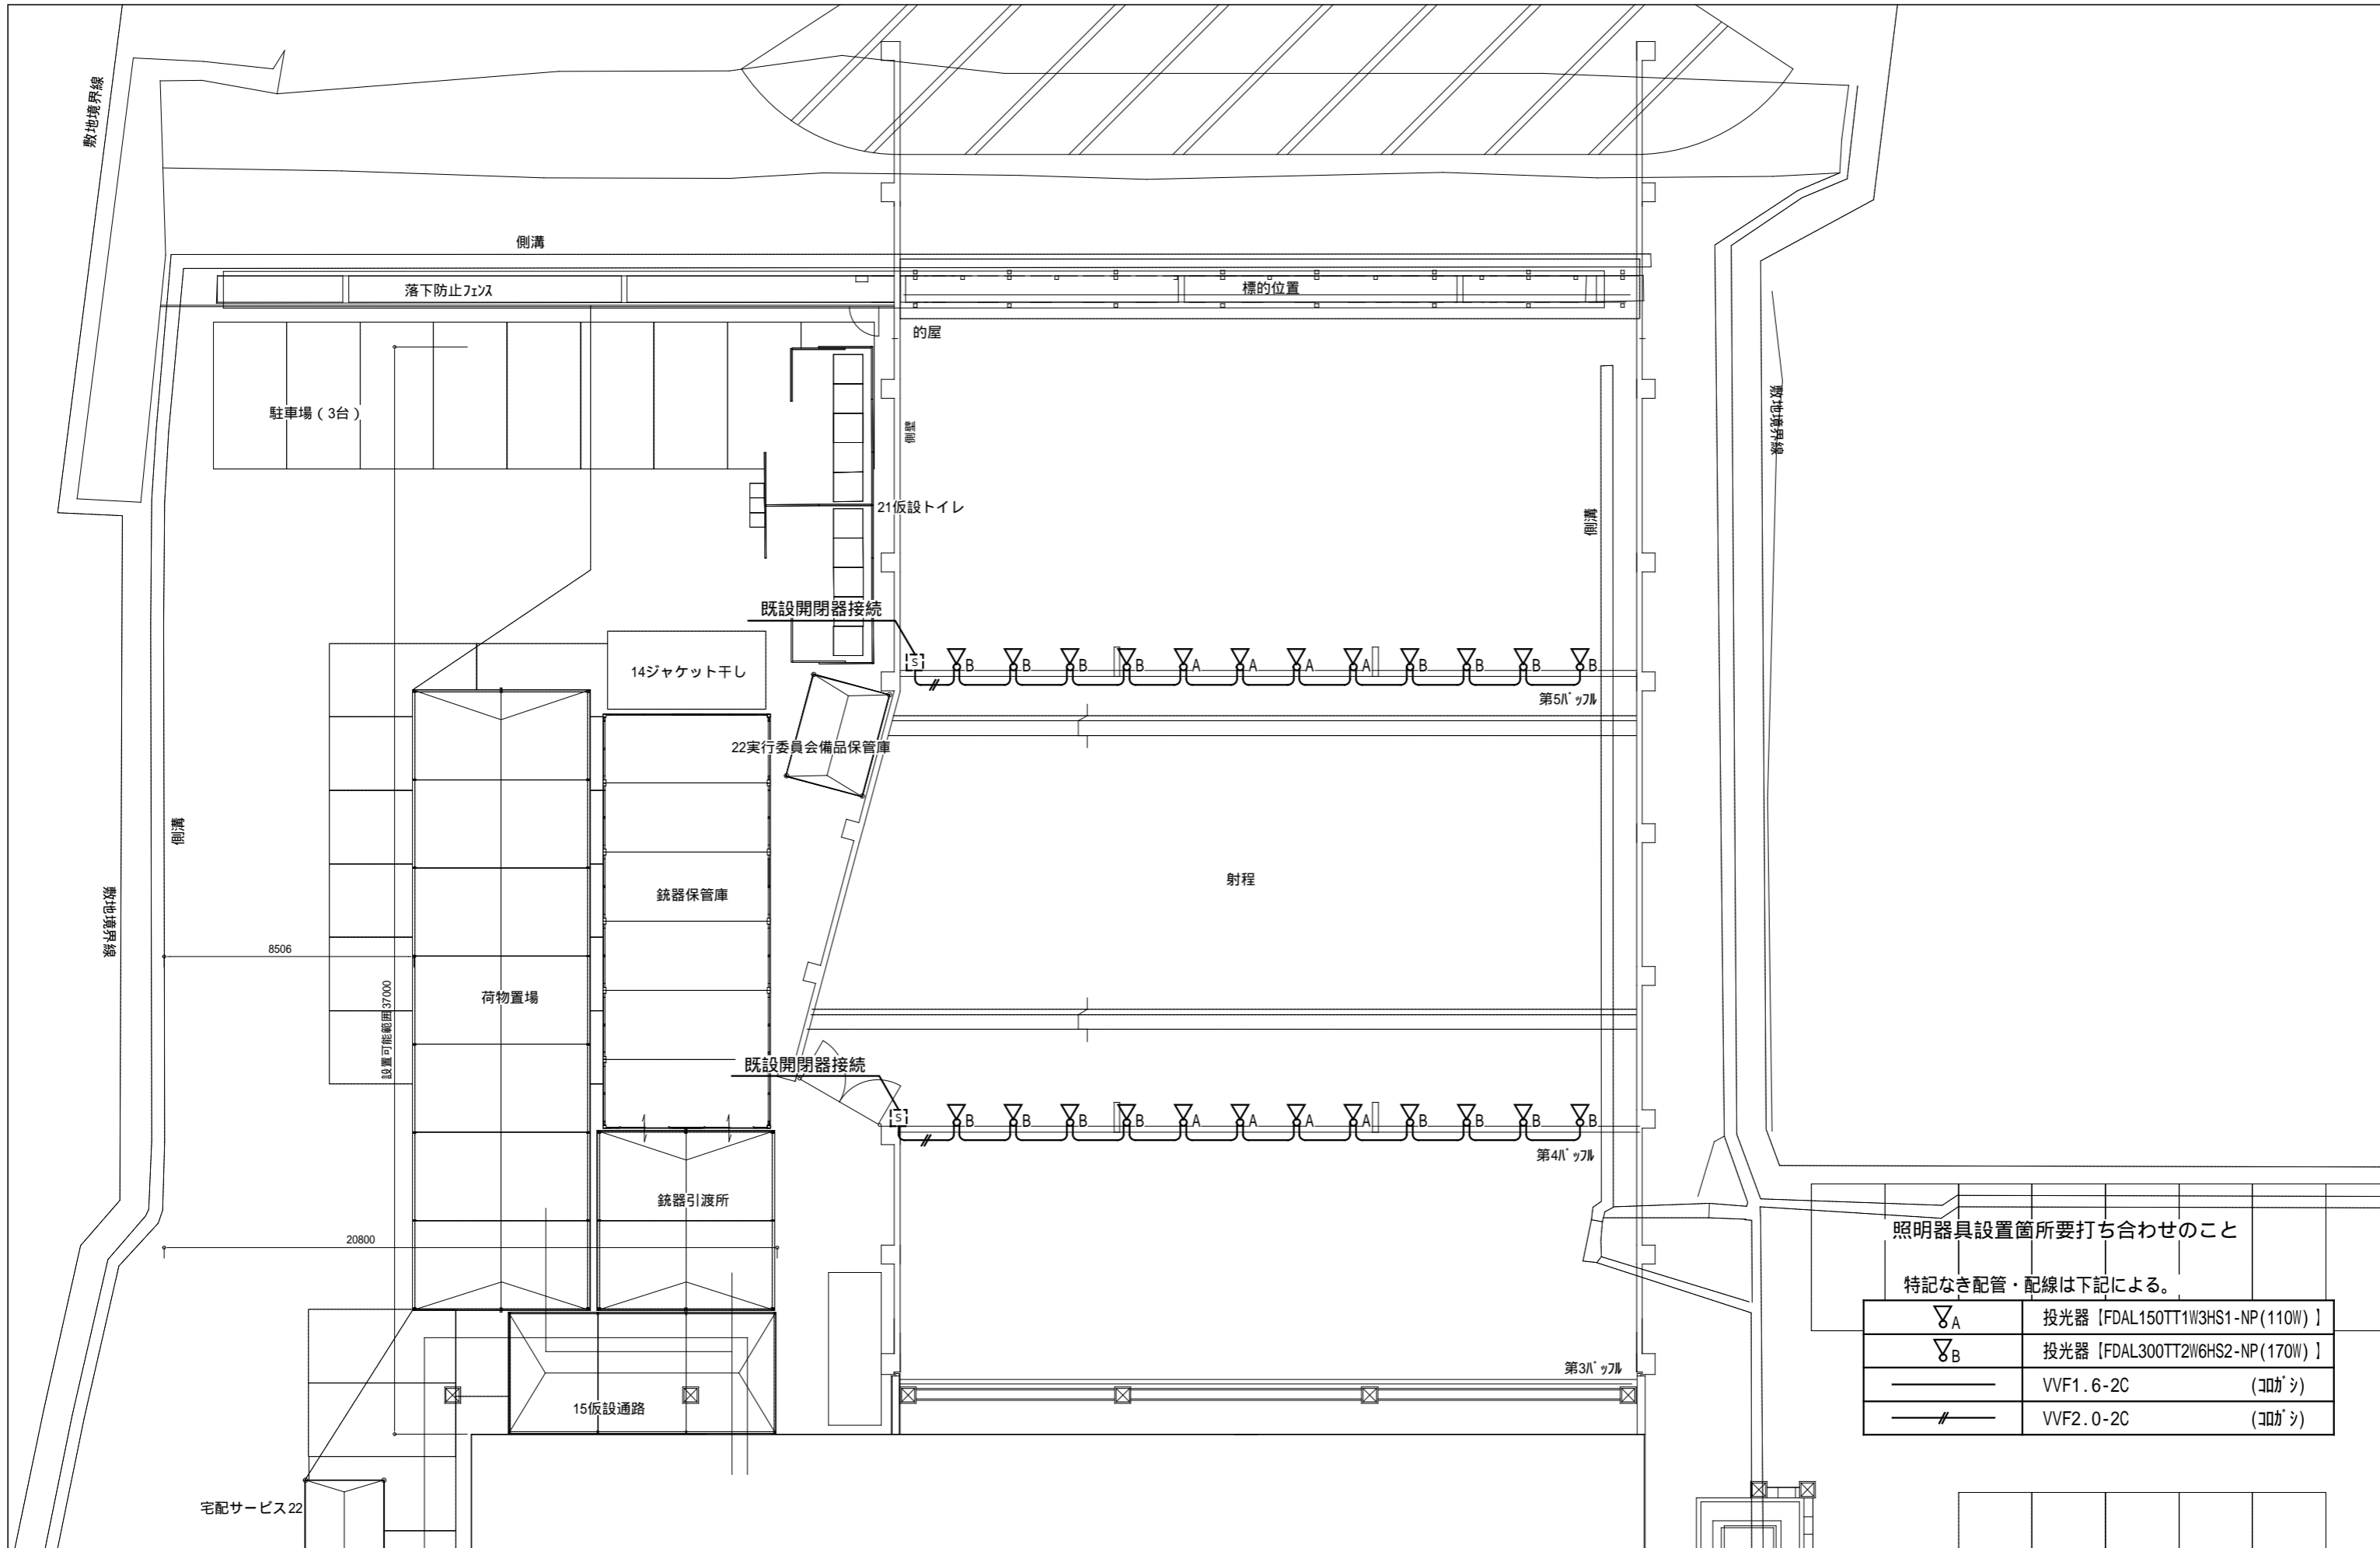 敷地境界線
側溝
落下防止ﾌｪﾝｽ
標的位置
的屋
駐車場（3台）
側壁
敷地境界線
21仮設トイレ
側溝
既設開閉器接続
S
B
B
B
B
A
A
A
A
B
B
B
B
14ジャケット干し
第5ﾊﾞｯﾌﾙ
22実行委員会備品保管庫
側溝
射程
銃器保管庫
敷地境界線
8506
荷物置場
設置可能範囲37000
既設開閉器接続
S
B
B
B
B
A
A
A
A
B
B
B
B
第4ﾊﾞｯﾌﾙ
銃器引渡所
20800
照明器具設置箇所要打ち合わせのこと
特記なき配管・配線は下記による。
A 投光器【FDAL150TT1W3HS1-NP(110W) 】
B 投光器【FDAL300TT2W6HS2-NP(170W) 】
VVF1.6-2C (ｺﾛｶﾞｼ)
VVF2.0-2C (ｺﾛｶﾞｼ)
第3ﾊﾞｯﾌﾙ
15仮設通路
宅配サービス22